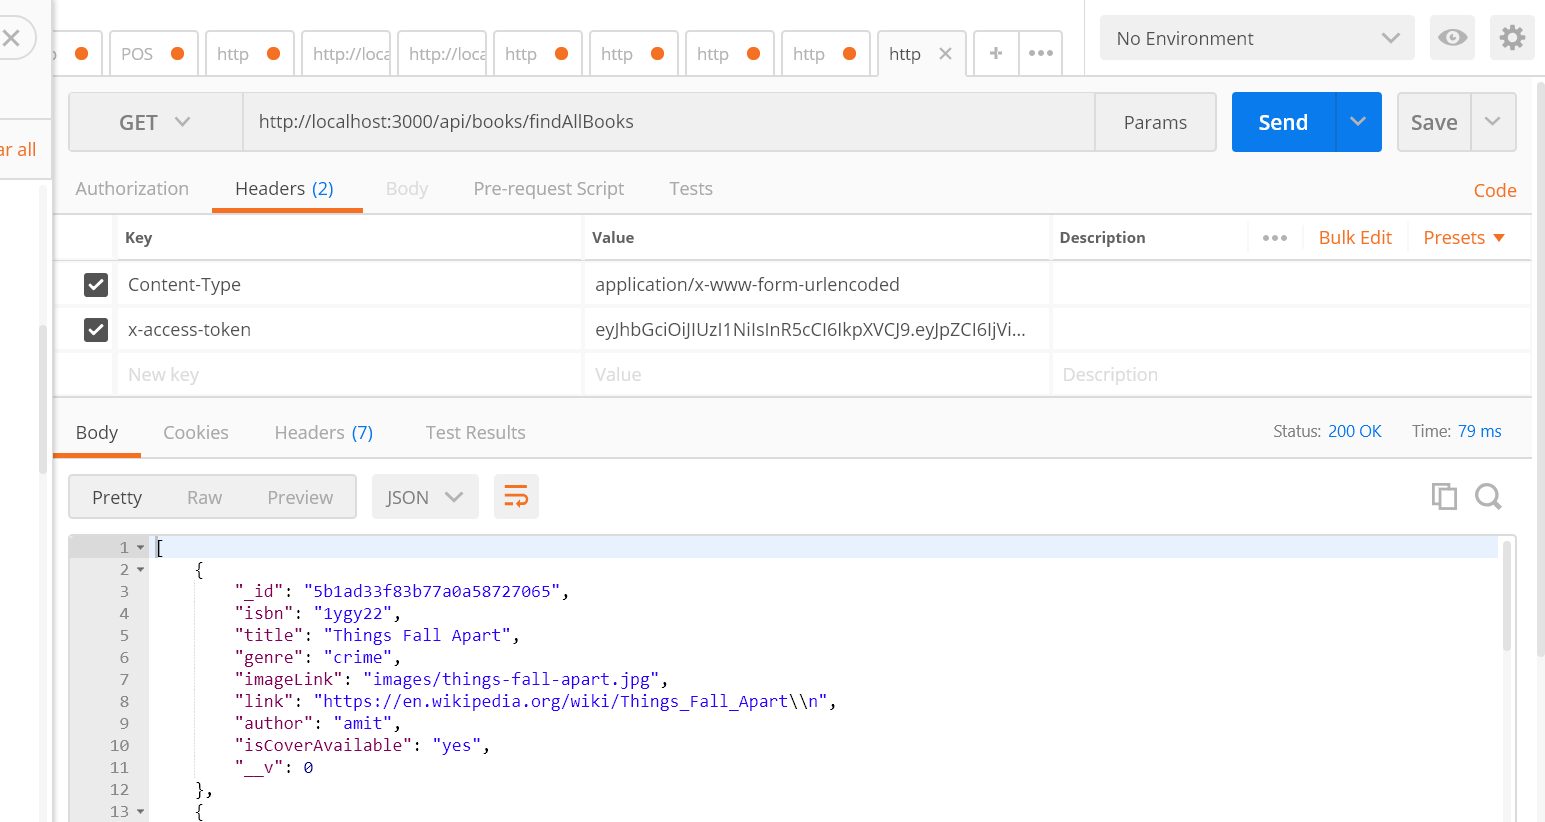 POS
http
http://loca
http://loca
http
http
http
http
http
No Environment
ar all
GET
http://localhost:3000/api/books/findAllBooks
Params
Send
Save
Authorization
Headers (2)
Body
Pre-request Script
Tests
Code
Key
Value
Description
Bulk Edit
Presets
Content-Type
application/x-www-form-urlencoded
x-access-token
eyJhbGciOiJIUzI1NiIsInR5cCI6IkpXVCJ9.eyJpZCI6IjVi...
New key
Value
Description
Body
Cookies
Headers (7)
Test Results
Status: 200 OK
Time: 79 ms
Pretty
Raw
Preview
JSON
1 [
2 {
3 "_id": "5b1ad33f83b77a0a58727065",
4 "isbn": "1ygy22",
5 "title": "Things Fall Apart",
6 "genre": "crime",
7 "imageLink": "images/things-fall-apart.jpg",
8 "link": "https://en.wikipedia.org/wiki/Things_Fall_Apart\\n",
9 "author": "amit",
10 "isCoverAvailable": "yes",
11 "__v": 0
12 },
13 {